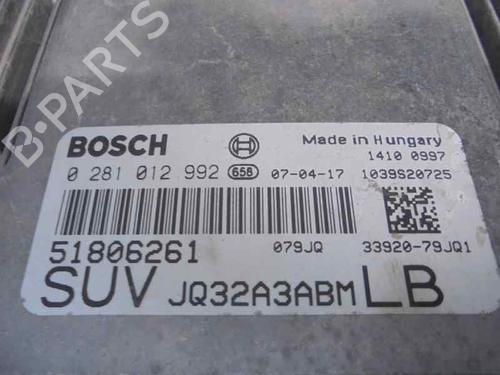 B-PARTS
BOSCH
Made in Hungary
1410 0997
0 281 012 992 658 07-04-17 1039S20725
51806261 079JQ 33920-79JQ1
SUV JQ32A3ABM LB